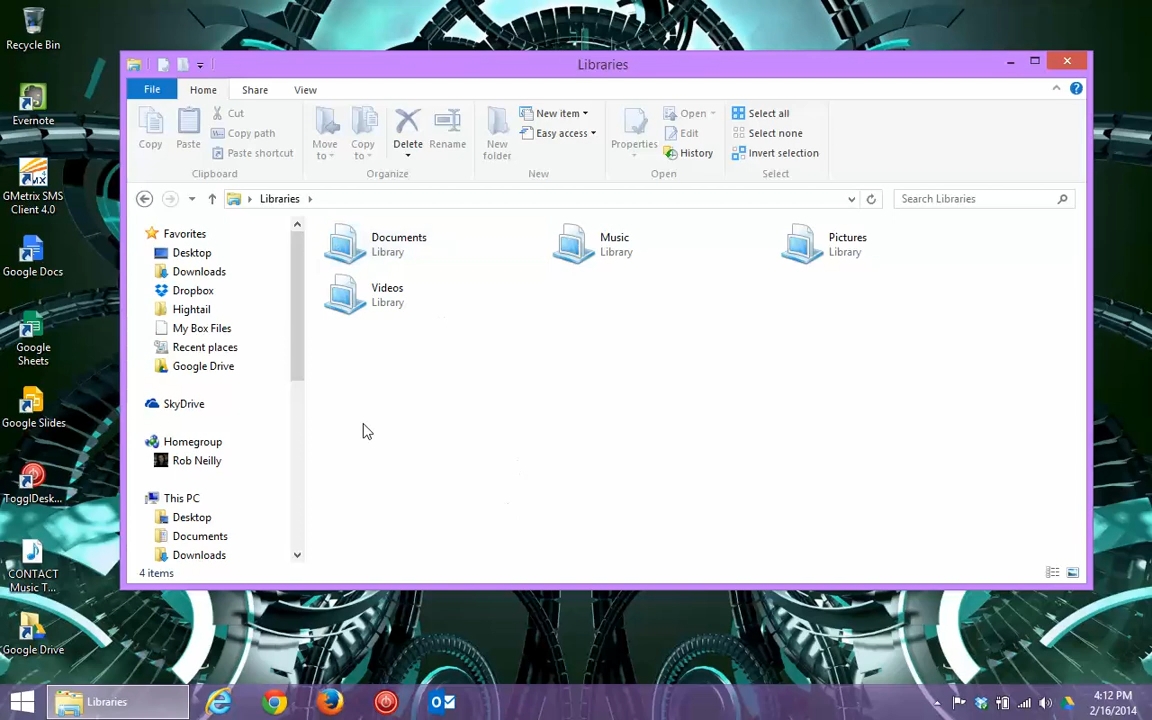 Recycle Bin
Evernote
GMetrix SMS
Client 4.0
Google Docs
Google
Sheets
Google Slides
TogglDesk...
CONTACT
Music T...
Google Drive
Libraries
File Home Share View
Copy
Paste
Cut
Copy path
Paste shortcut
Clipboard
Move
to
Copy
to
Delete
Rename
Organize
New
folder
New item
Easy access
New
Properties
Open
Edit
History
Open
Select all
Select none
Invert selection
Select
Libraries
Search Libraries
Favorites
Desktop
Downloads
Dropbox
Hightail
My Box Files
Recent places
Google Drive
SkyDrive
Homegroup
Rob Neilly
This PC
Desktop
Documents
Downloads
Documents
Library
Music
Library
Pictures
Library
Videos
Library
4 items
Libraries
4:12 PM
2/16/2014